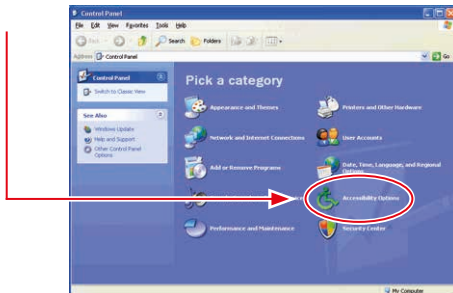 Control Panel
File Edit View Favorites Tools Help
Back Search Folders
Address Control Panel Go
Control Panel
Switch to Classic View
See Also
Windows Update
Help and Support
Other Control Panel
Options
Pick a category
Appearance and Themes
Printers and Other Hardware
Network and Internet Connections
User Accounts
Add or Remove Programs
Date, Time, Language, and Regional
Options
Accessibility Options
Performance and Maintenance
Security Center
My Computer